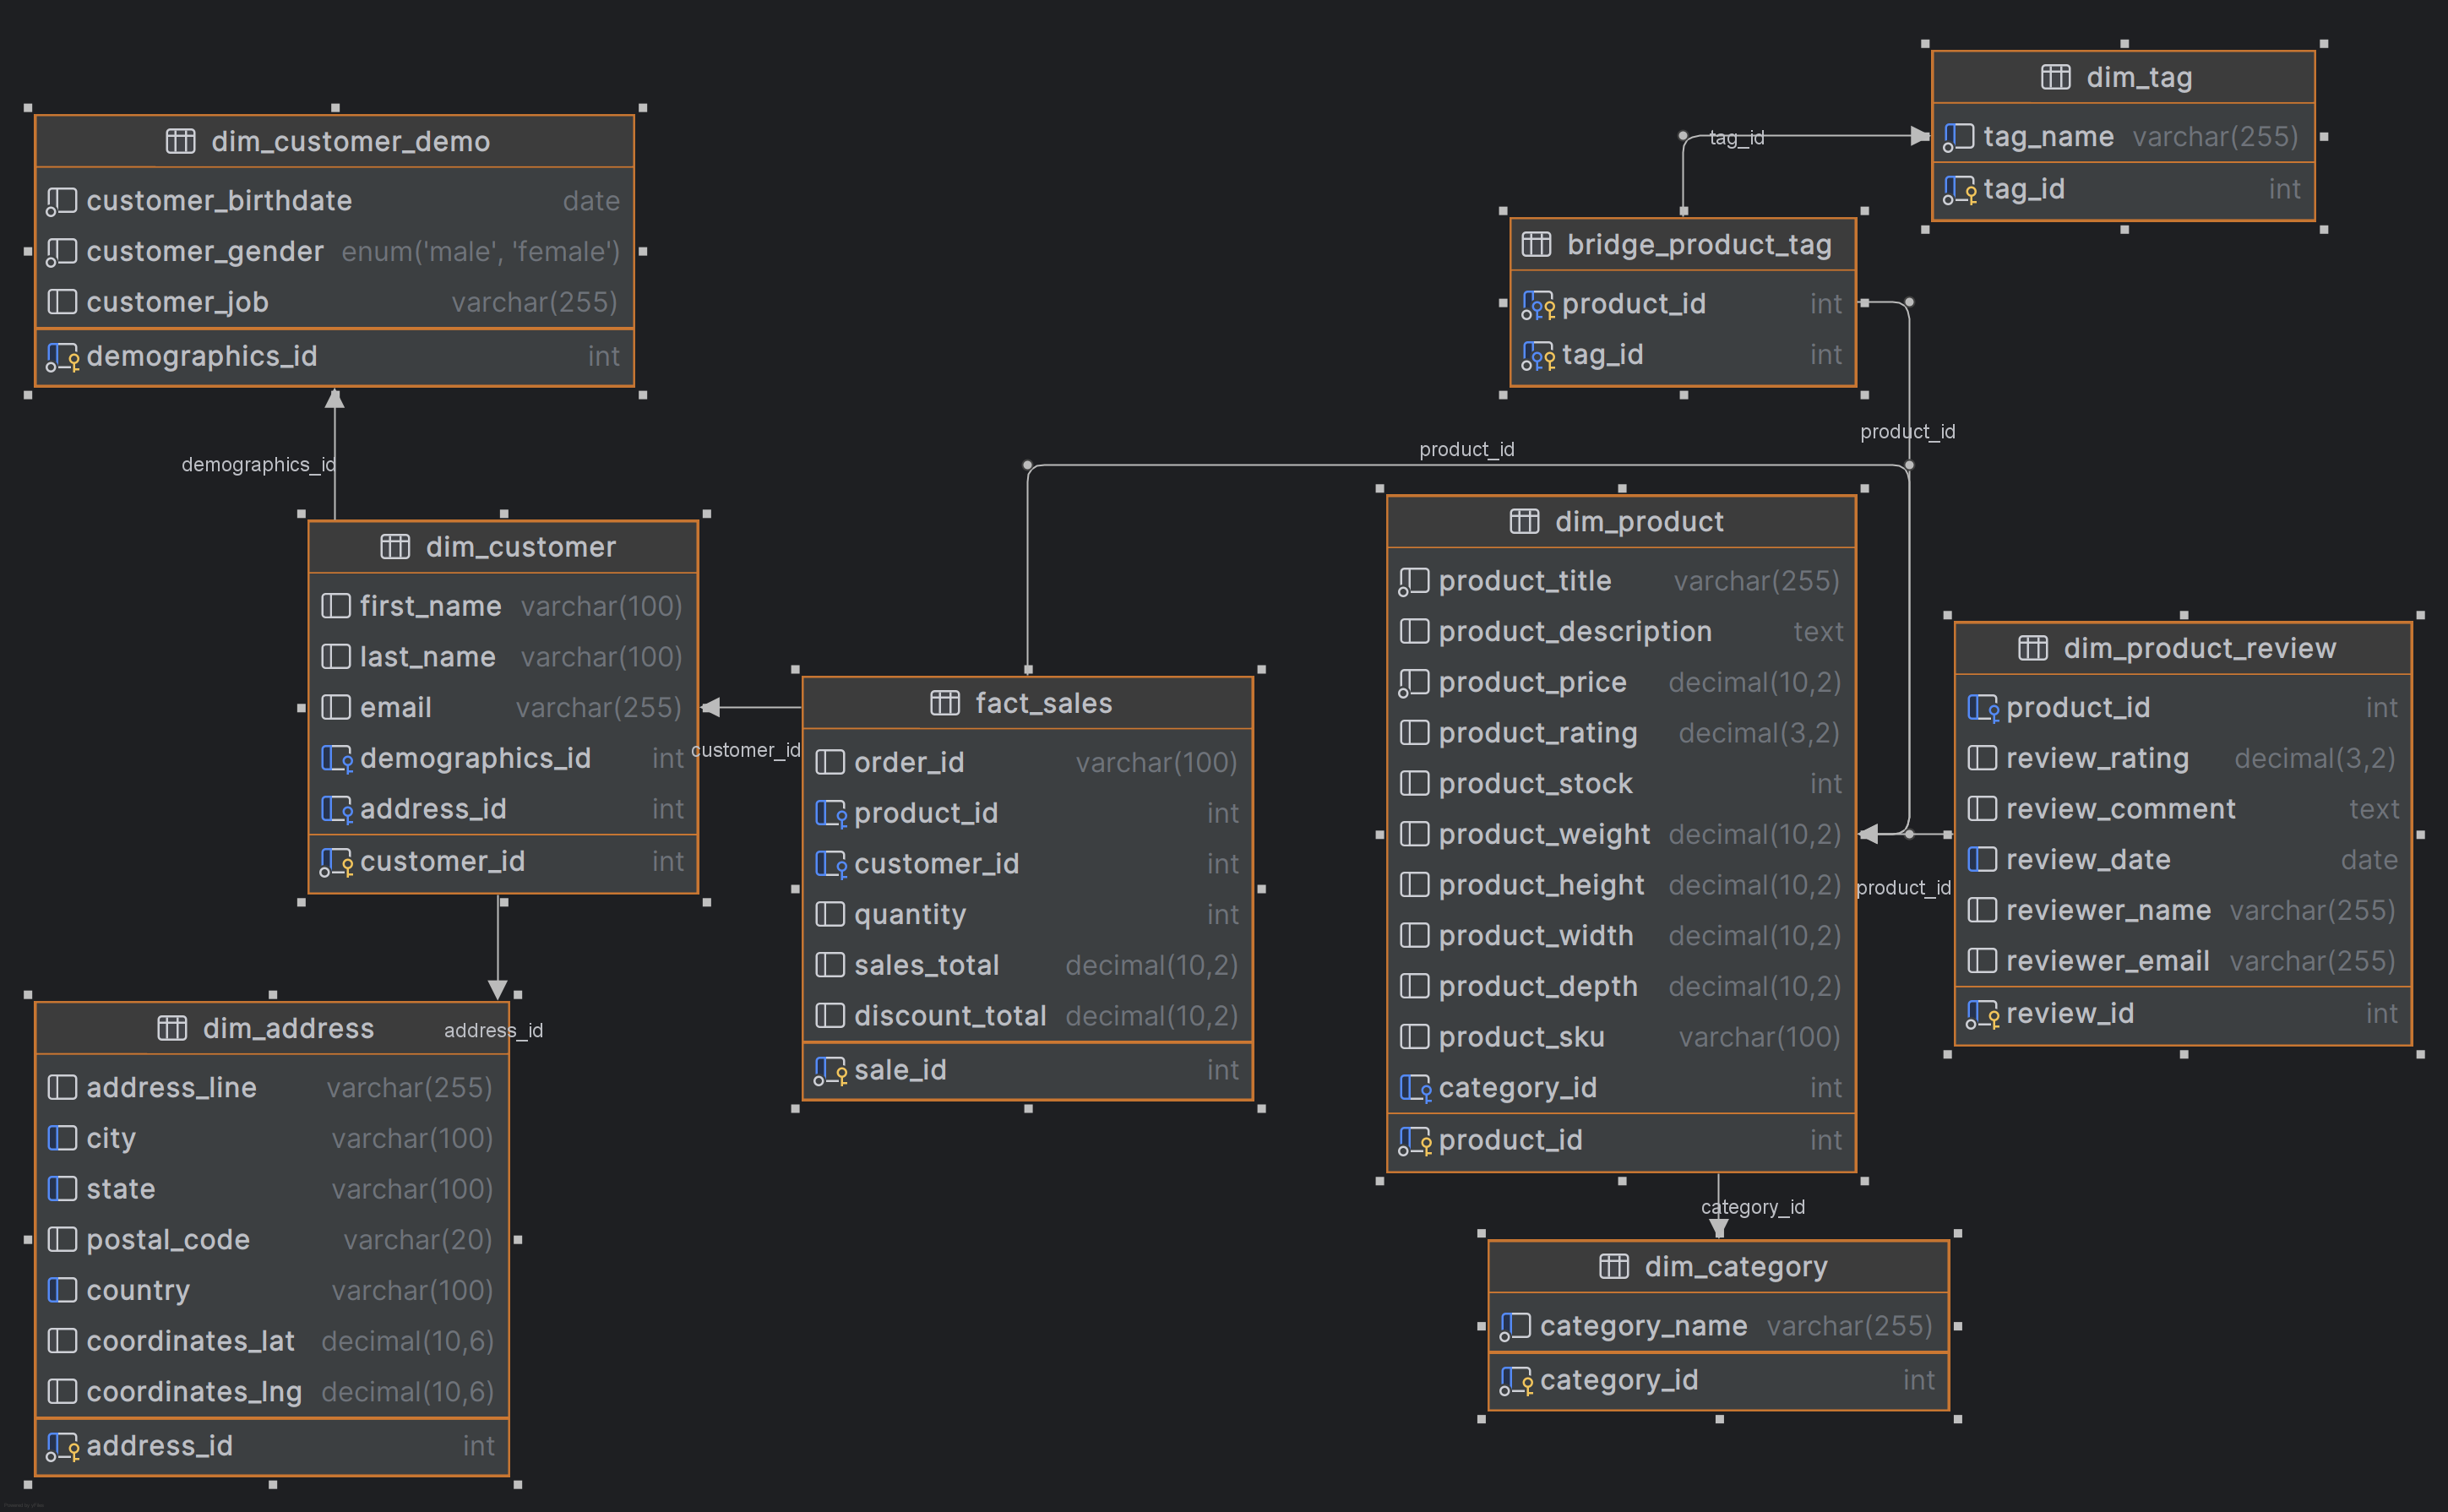 dim_customer_demo
customer_birthdate date
customer_gender enum('male', 'female')
customer_job varchar(255)
demographics_id int
demographics_id
dim_customer
first_name varchar(100)
last_name varchar(100)
email varchar(255)
demographics_id int
address_id int
customer_id int
customer_id
address_id
dim_address
address_line varchar(255)
city varchar(100)
state varchar(100)
postal_code varchar(20)
country varchar(100)
coordinates_lat decimal(10,6)
coordinates_lng decimal(10,6)
address_id int
fact_sales
order_id varchar(100)
product_id int
customer_id int
quantity int
sales_total decimal(10,2)
discount_total decimal(10,2)
sale_id int
product_id
dim_tag
tag_name varchar(255)
tag_id int
tag_id
bridge_product_tag
product_id int
tag_id int
product_id
dim_product
product_title varchar(255)
product_description text
product_price decimal(10,2)
product_rating decimal(3,2)
product_stock int
product_weight decimal(10,2)
product_height decimal(10,2)
product_width decimal(10,2)
product_depth decimal(10,2)
product_sku varchar(100)
category_id int
product_id int
product_id
dim_product_review
product_id int
review_rating decimal(3,2)
review_comment text
review_date date
reviewer_name varchar(255)
reviewer_email varchar(255)
review_id int
category_id
dim_category
category_name varchar(255)
category_id int